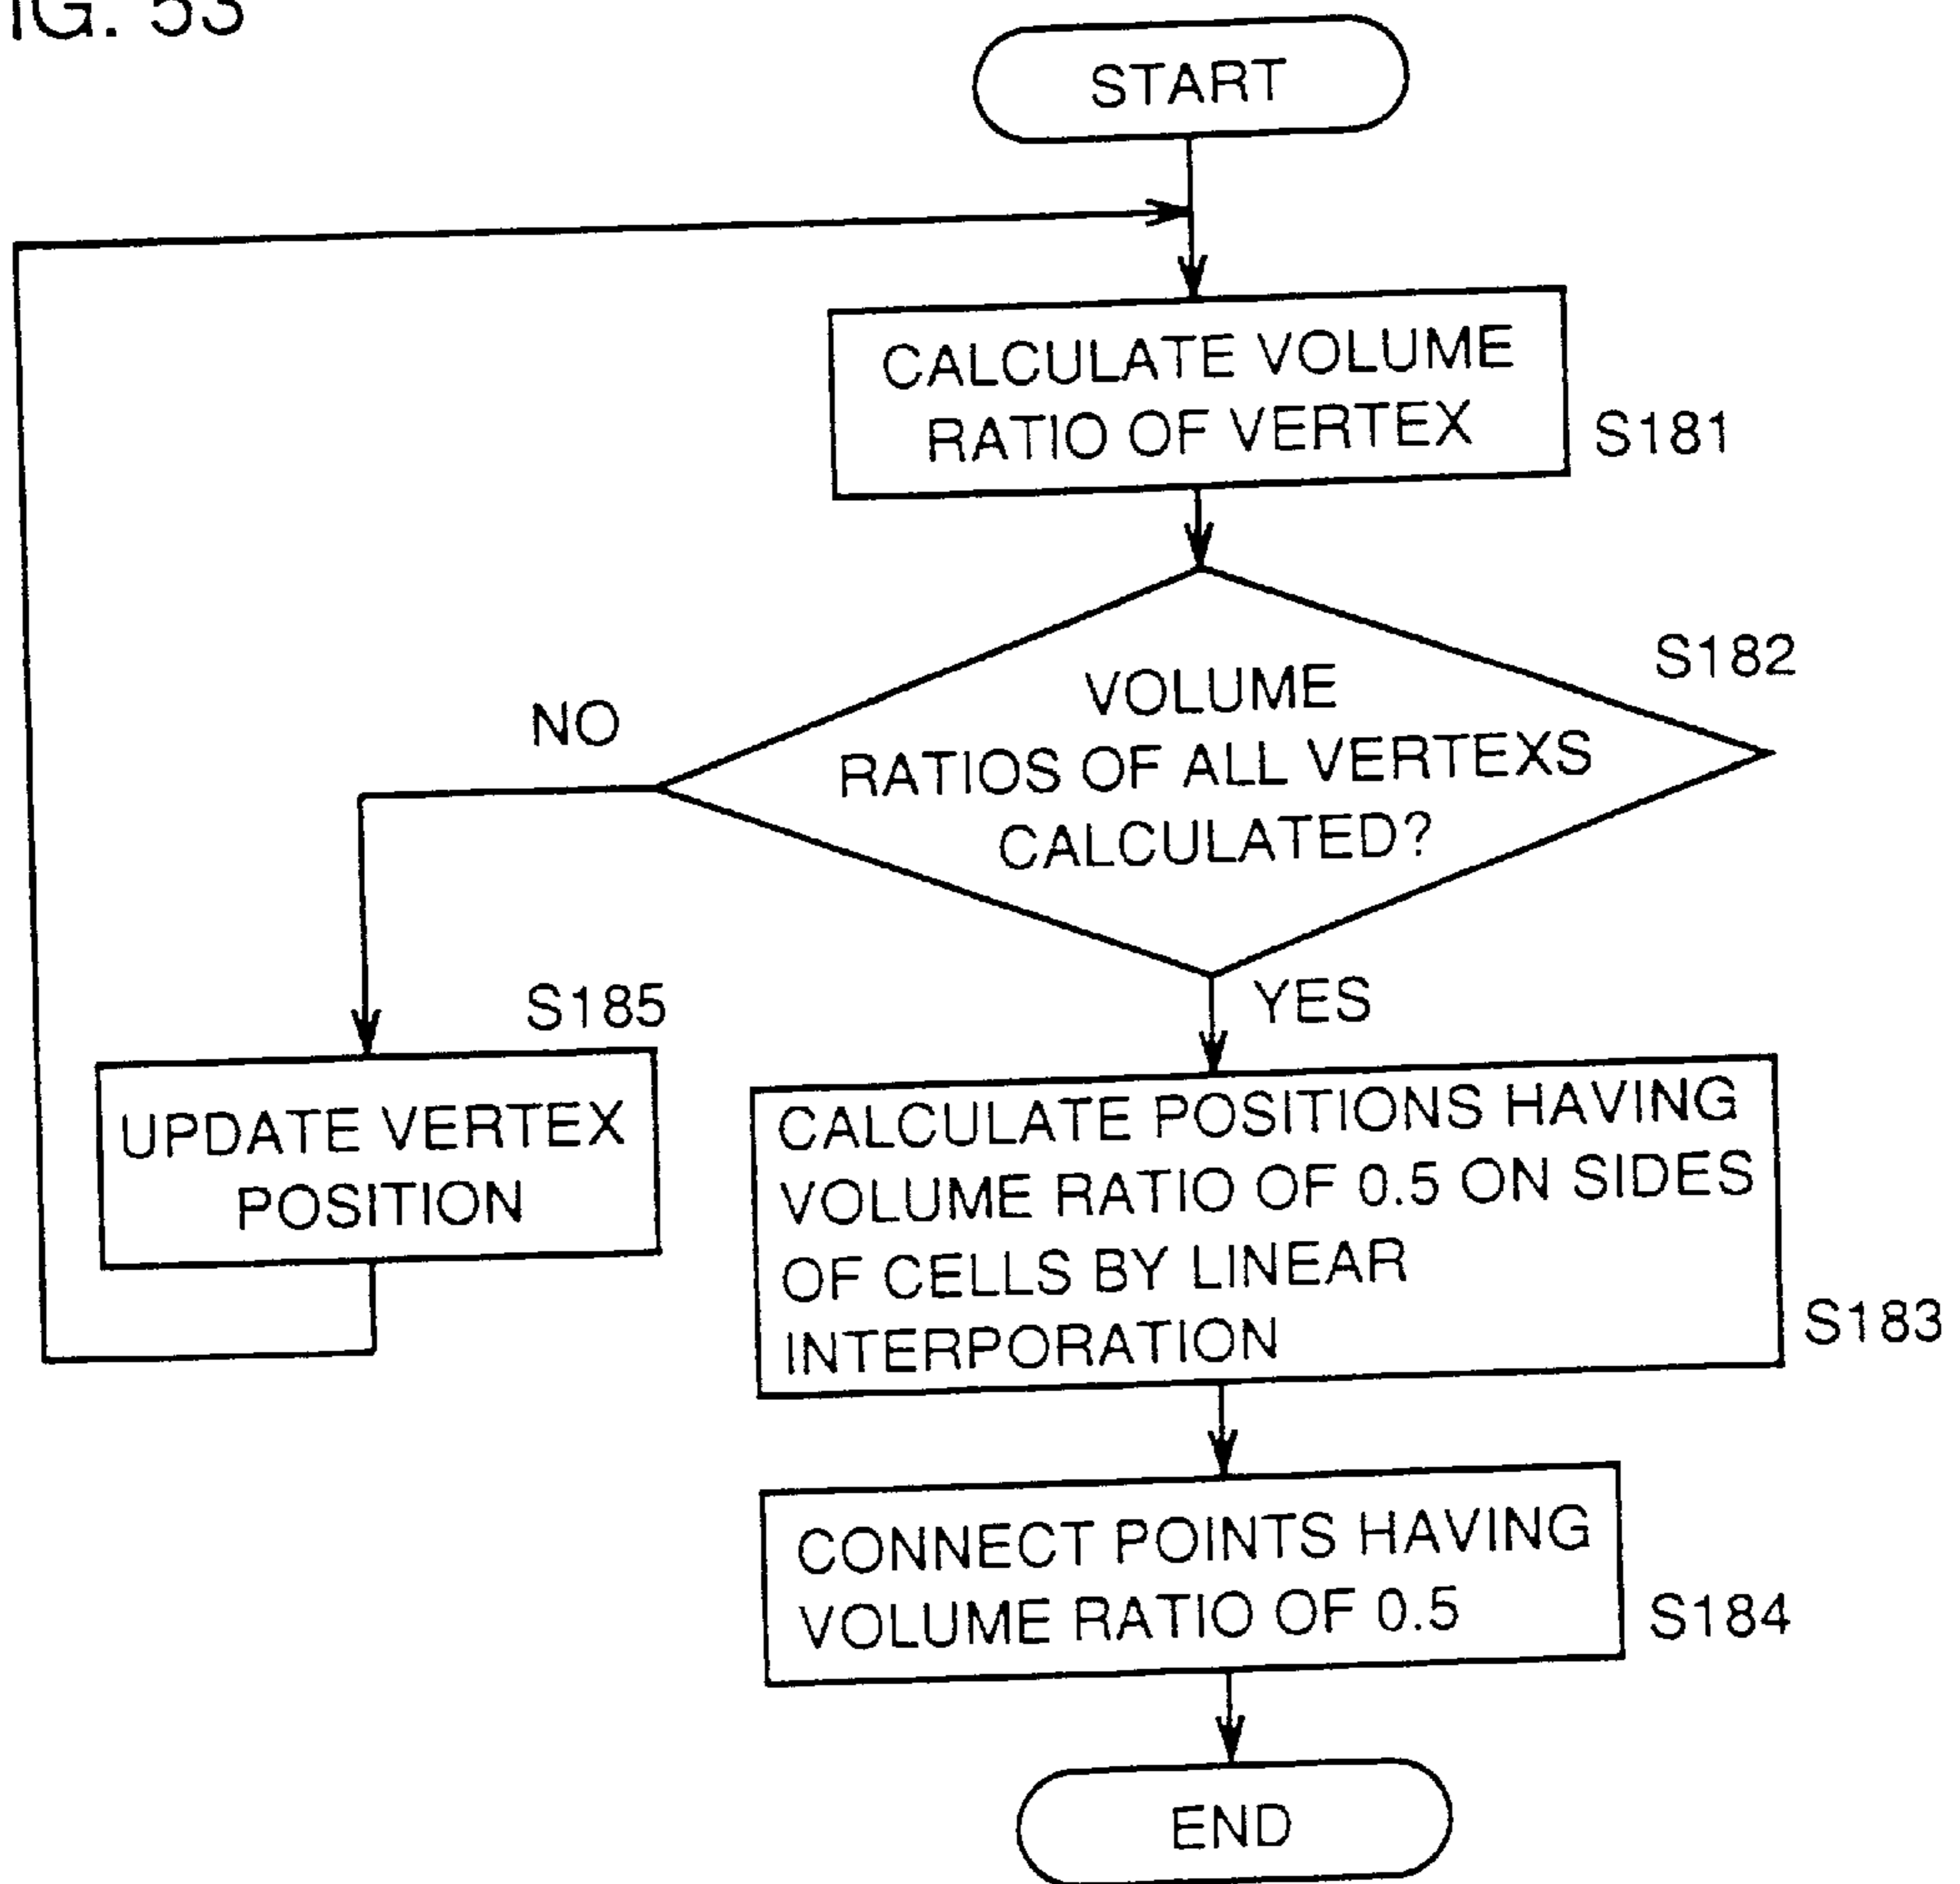 IG. 53
START
CALCULATE VOLUME
RATIO OF VERTEX
S181
S182
VOLUME
RATIOS OF ALL VERTEXS
CALCULATED?
NO
YES
S185
UPDATE VERTEX
POSITION
CALCULATE POSITIONS HAVING
VOLUME RATIO OF 0.5 ON SIDES
OF CELLS BY LINEAR
INTERPORATION
S183
CONNECT POINTS HAVING
VOLUME RATIO OF 0.5
S184
END